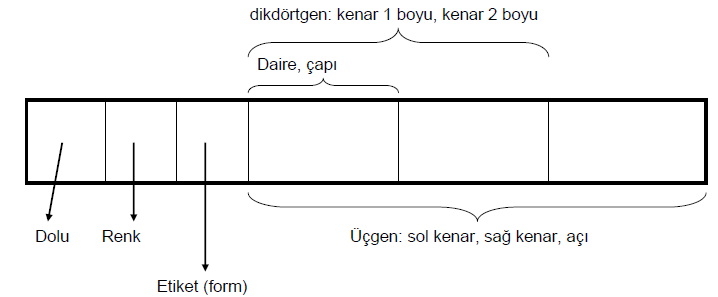 dikdörtgen: kenar 1 boyu, kenar 2 boyu
Daire, çapı
Dolu
Renk
Üçgen: sol kenar, sağ kenar, açı
Etiket (form)